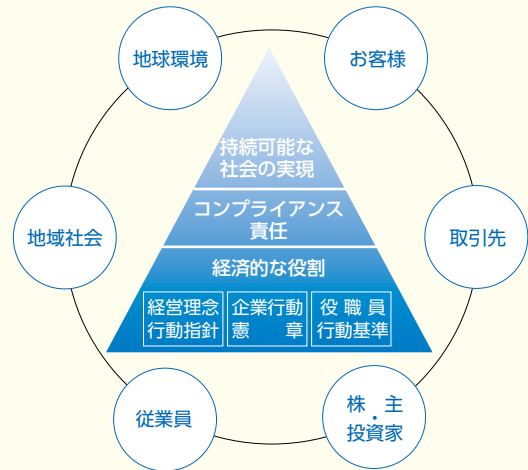 地球環境
お客様
持続可能な
社会の実現
コンプライアンス
責任
地域社会
取引先
経済的な役割
経営理念
行動指針
企業行動
憲　章
役 職 員
行動基準
従業員
株・主
投資家